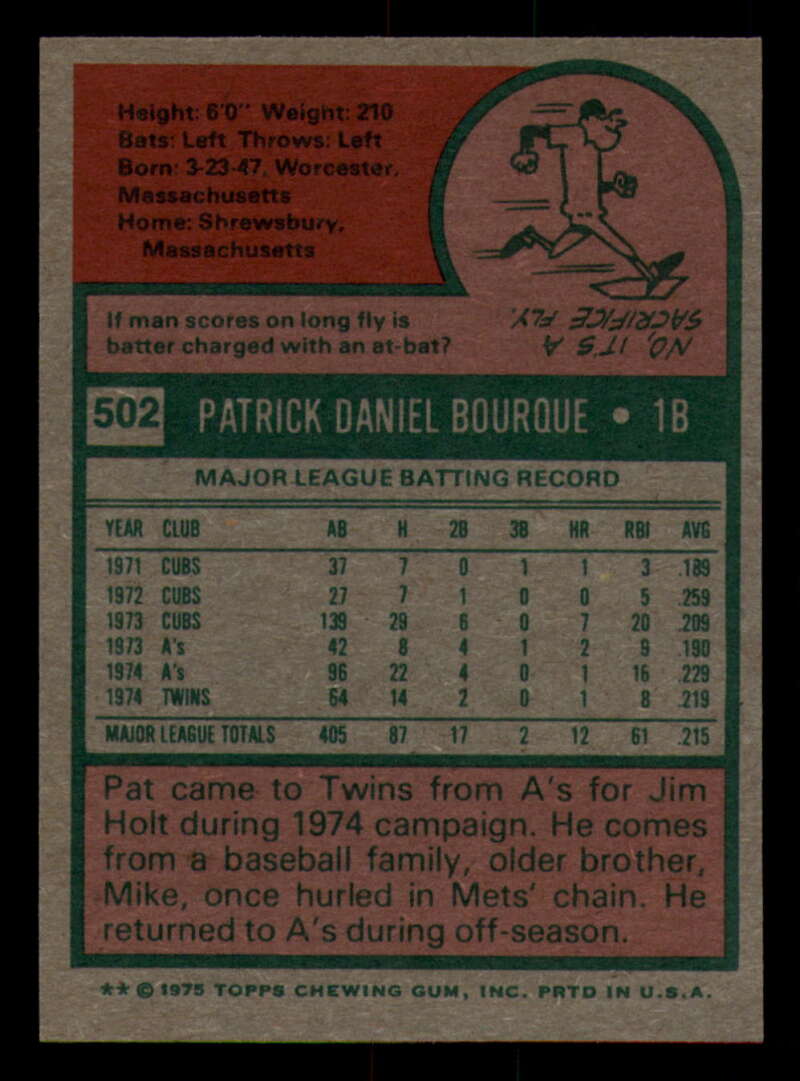 Height: 6'0" Weight: 210
Bats: Left Throws: Left
Born: 3-23-47, Worcester,
Massachusetts
Home: Shrewsbury,
Massachusetts
If man scores on long fly is
batter charged with an at-bat?
NO, IT'S A
SACRIFICE FLY.
502 PATRICK DANIEL BOURQUE • 1B
MAJOR LEAGUE BATTING RECORD
YEAR CLUB AB H 2B 3B HR RBI AVG
1971 CUBS 37 7 0 1 1 3 .189
1972 CUBS 27 7 1 0 0 5 .259
1973 CUBS 139 29 6 0 7 20 .209
1973 A's 42 8 4 1 2 9 .190
1974 A's 96 22 4 0 1 16 .229
1974 TWINS 64 14 2 0 1 8 .219
MAJOR LEAGUE TOTALS 405 87 17 2 12 61 .215
Pat came to Twins from A's for Jim
Holt during 1974 campaign. He comes
from a baseball family, older brother,
Mike, once hurled in Mets' chain. He
returned to A's during off-season.
** © 1975 TOPPS CHEWING GUM, INC. PRTD IN U.S.A.